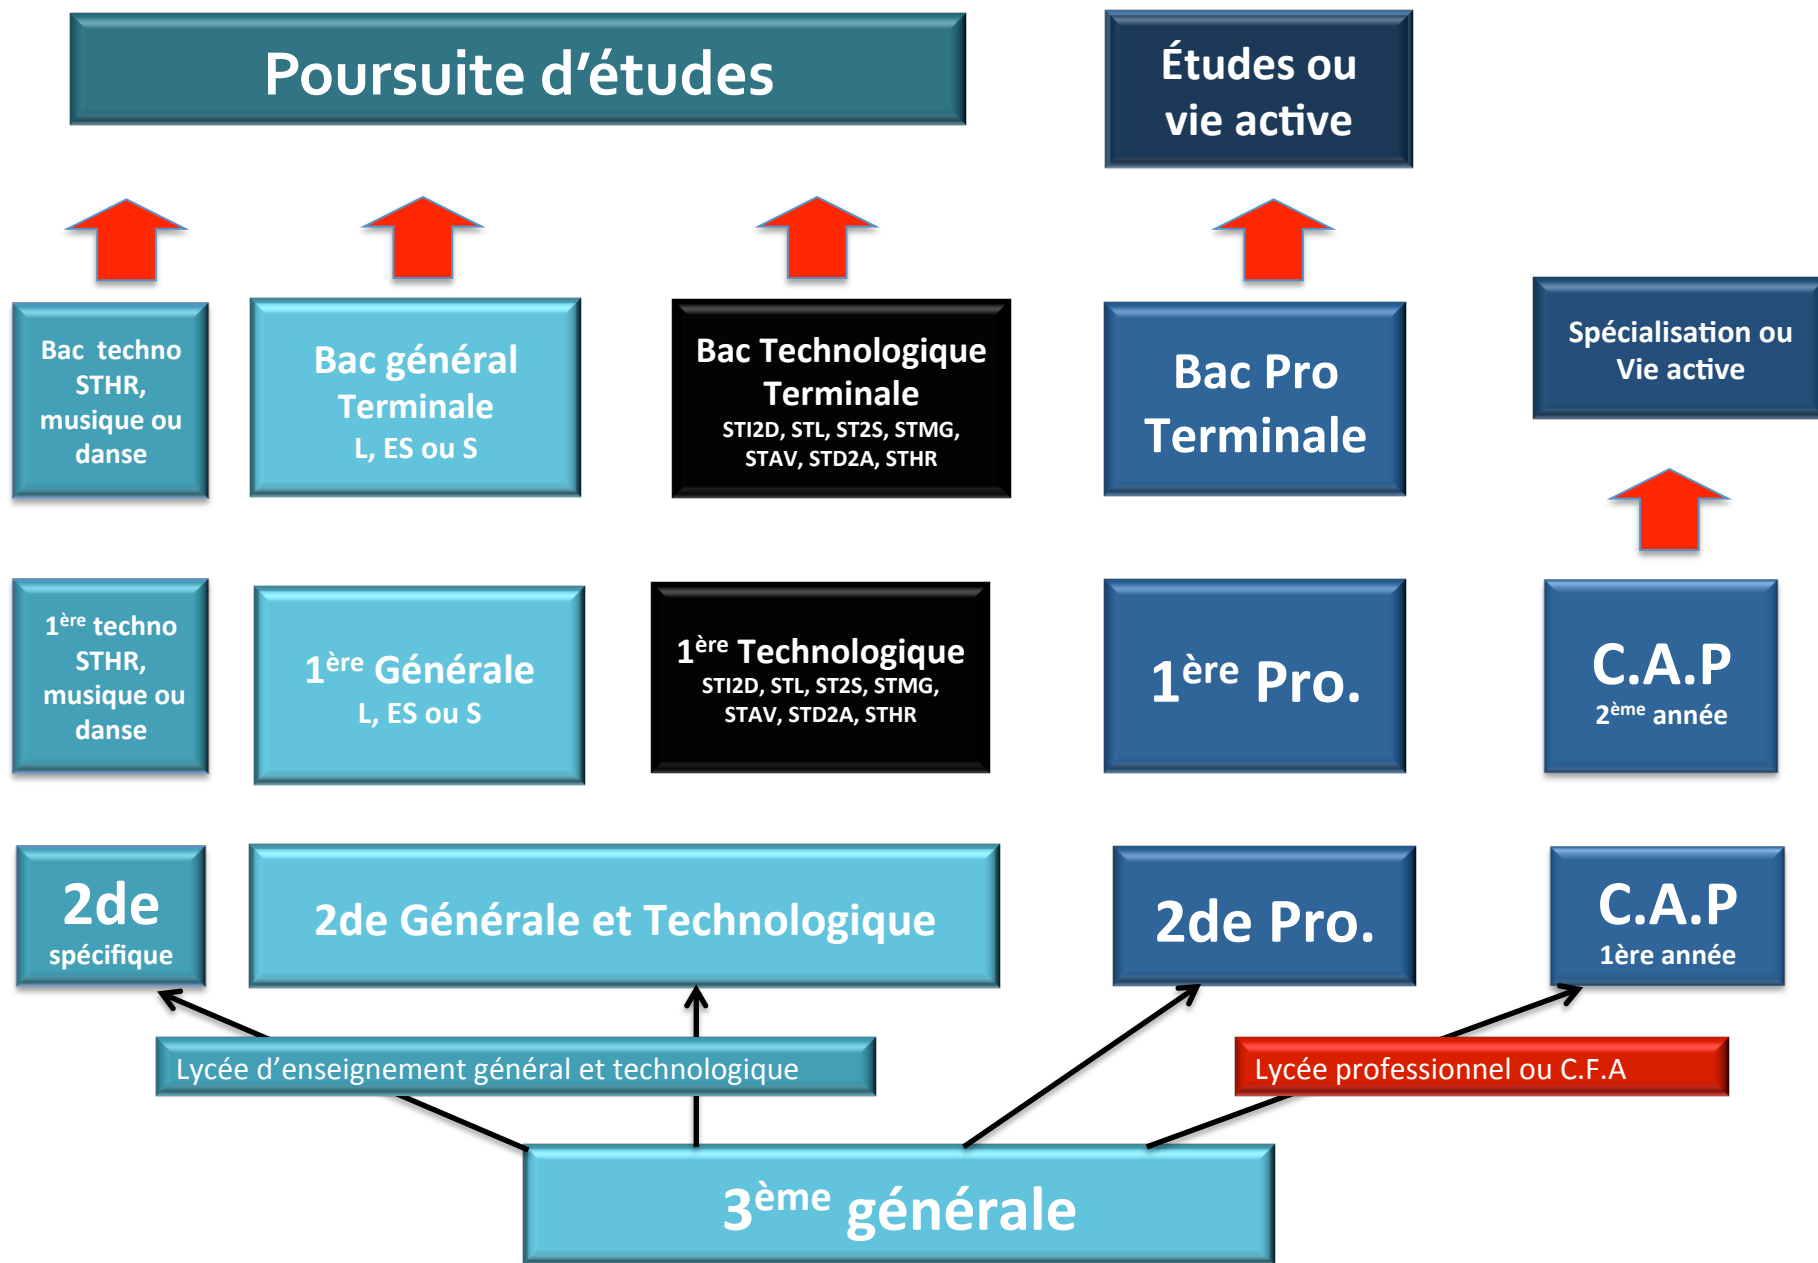 Poursuite d’études
Études ou
vie active
Bac techno
STHR,
musique ou
danse
Bac général
Terminale
L, ES ou S
Bac Technologique
Terminale
STI2D, STL, ST2S, STMG,
STAV, STD2A, STHR
Bac Pro
Terminale
Spécialisation ou
Vie active
1ère techno
STHR,
musique ou
danse
1ère Générale
L, ES ou S
1ère Technologique
STI2D, STL, ST2S, STMG,
STAV, STD2A, STHR
1ère Pro.
C.A.P
2ème année
2de
spécifique
2de Générale et Technologique
2de Pro.
C.A.P
1ère année
Lycée d’enseignement général et technologique
Lycée professionnel ou C.F.A
3ème générale